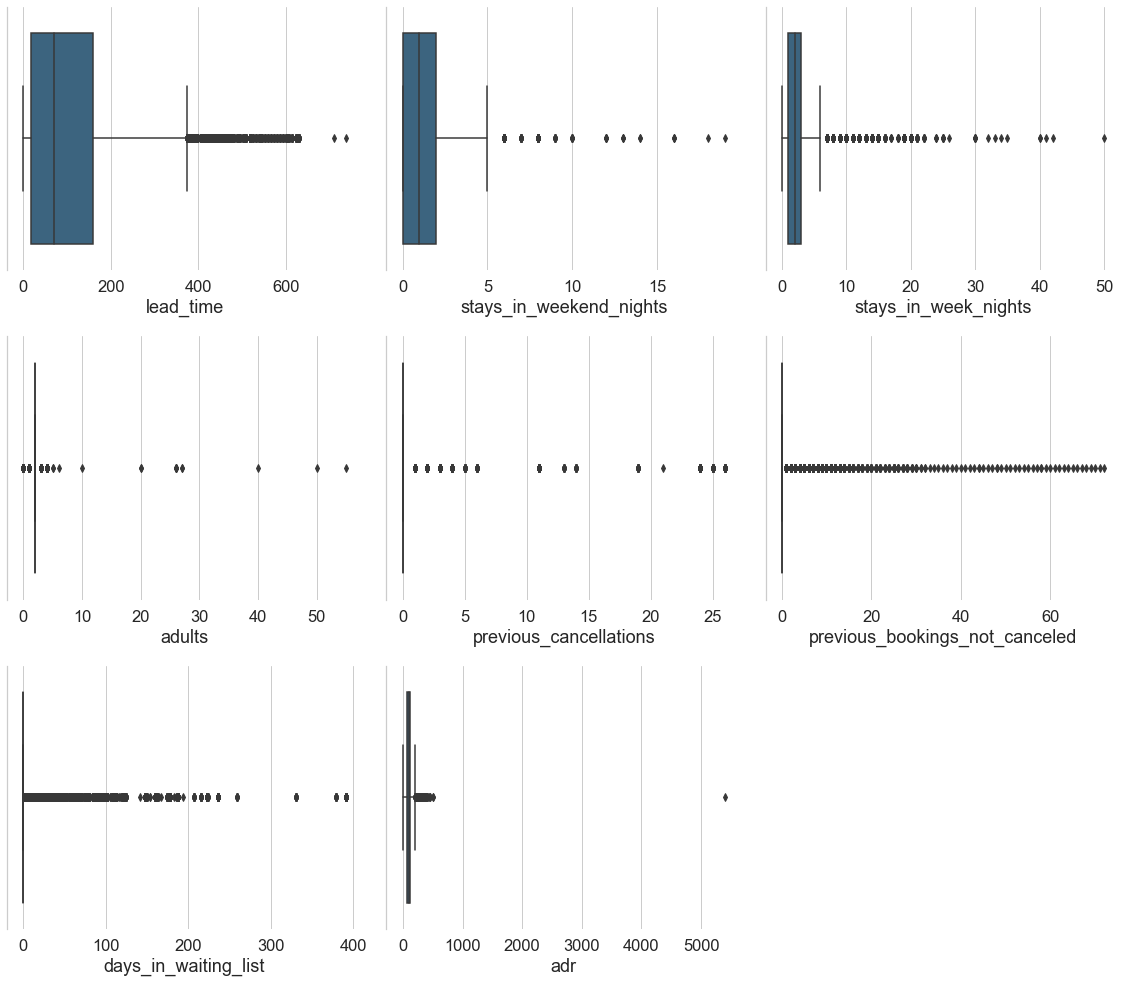 0 200 400 600
lead_time
0 5 10 15
stays_in_weekend_nights
0 10 20 30 40 50
stays_in_week_nights
0 10 20 30 40 50
adults
0 5 10 15 20 25
previous_cancellations
0 20 40 60
previous_bookings_not_canceled
0 100 200 300 400
days_in_waiting_list
0 1000 2000 3000 4000 5000
adr